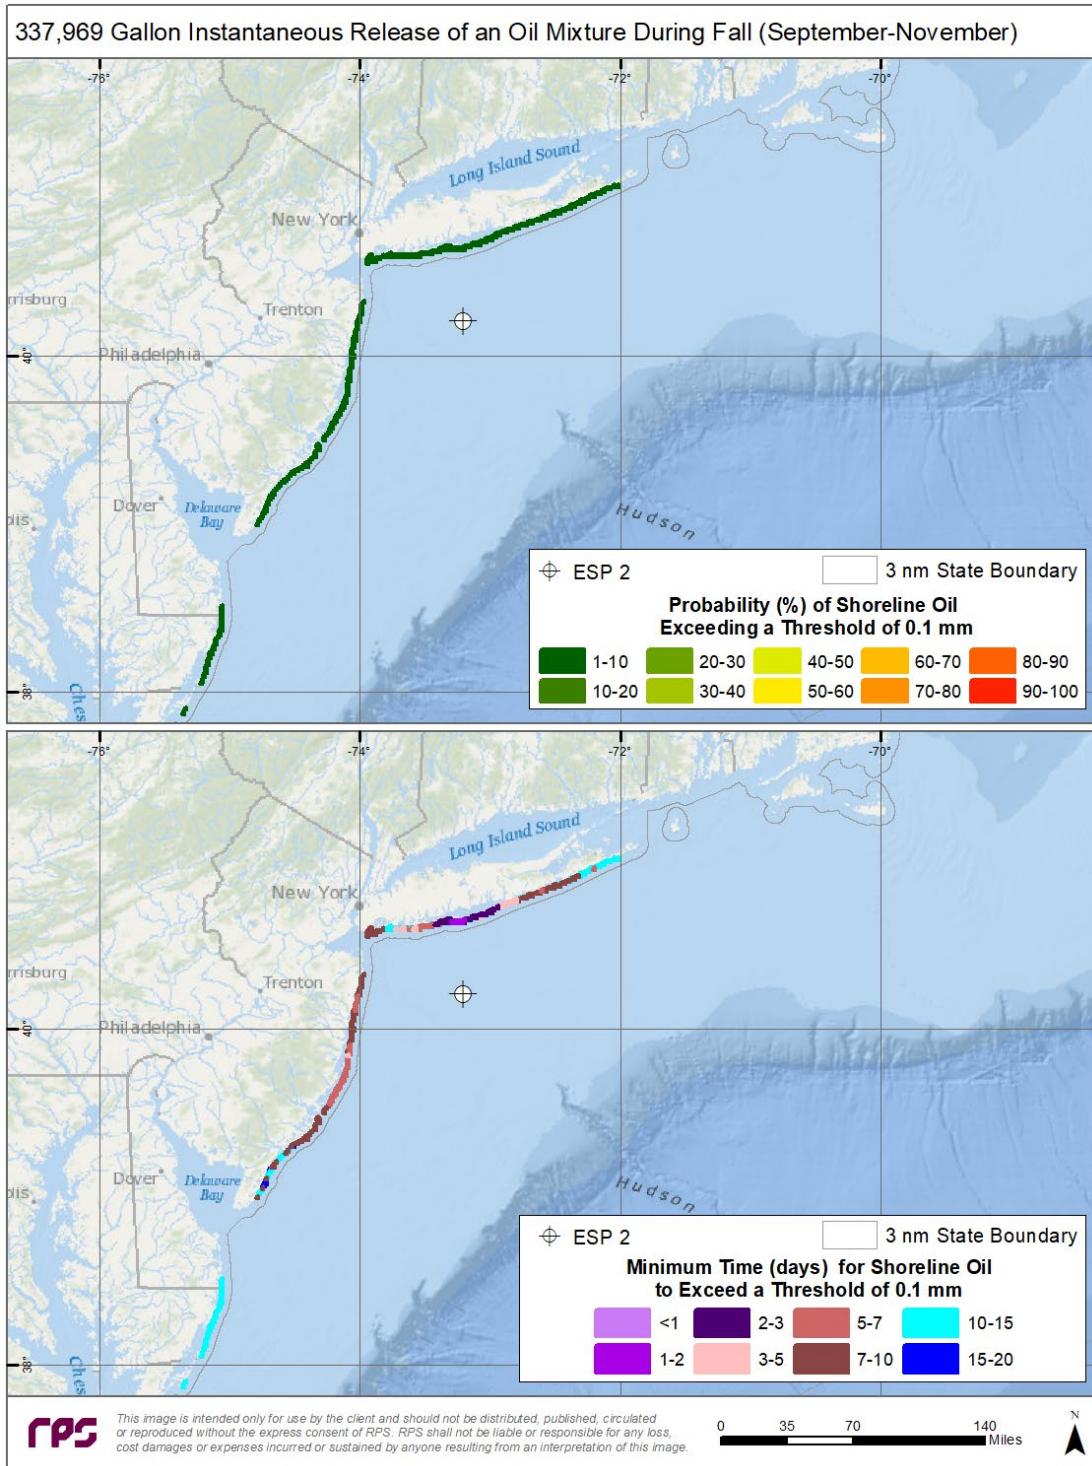 337,969 Gallon Instantaneous Release of an Oil Mixture During Fall (September-November)
-76° -74° -72° -70°
Long Island Sound
New York
rrisburg
Trenton
Philadelphia
40°
Dover
Delaware
Bay
lis
Hudson
38°
Ches
ESP 2 3 nm State Boundary
Probability (%) of Shoreline Oil
Exceeding a Threshold of 0.1 mm
1-10 20-30 40-50 60-70 80-90
10-20 30-40 50-60 70-80 90-100
-76° -74° -72° -70°
Long Island Sound
New York
rrisburg
Trenton
Philadelphia
40°
Dover
Delaware
Bay
lis
Hudson
38°
Ches
ESP 2 3 nm State Boundary
Minimum Time (days) for Shoreline Oil
to Exceed a Threshold of 0.1 mm
<1 2-3 5-7 10-15
1-2 3-5 7-10 15-20
rps
This image is intended only for use by the client and should not be distributed, published, circulated
or reproduced without the express consent of RPS. RPS shall not be liable or responsible for any loss,
cost damages or expenses incurred or sustained by anyone resulting from an interpretation of this image.
0 35 70 140
Miles
N